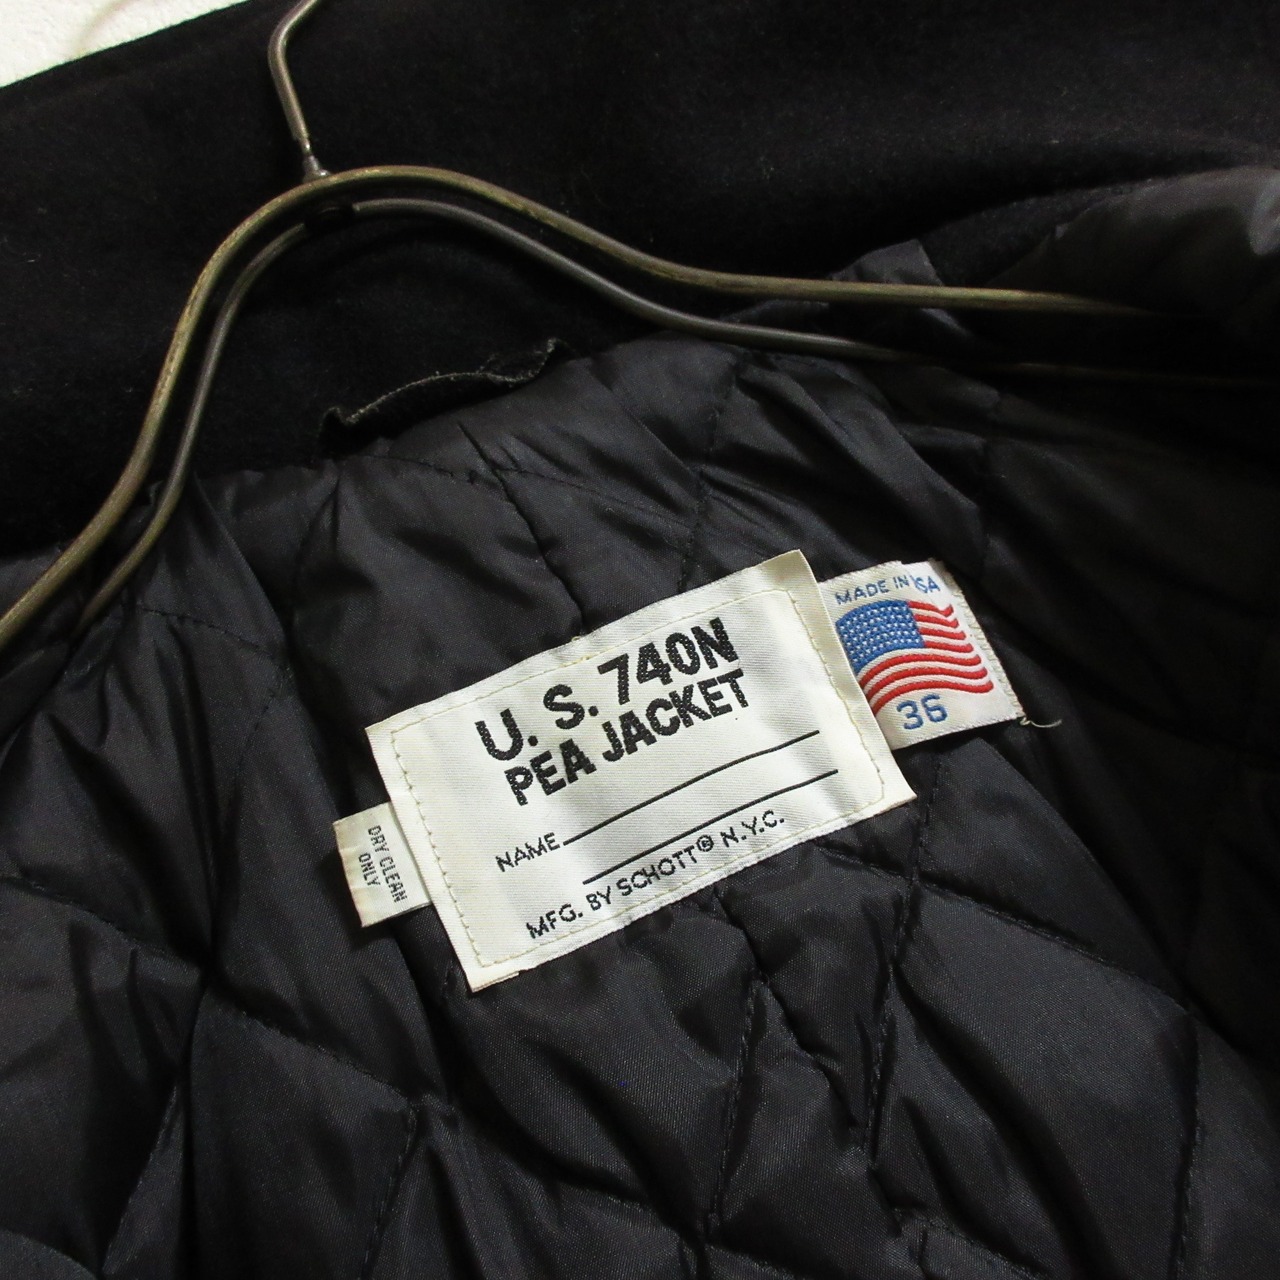 MADE IN USA
36
U. S. 740N
PEA JACKET
NAME
MFG. BY SCHOTT® N.Y.C.
DRY CLEAN
ONLY